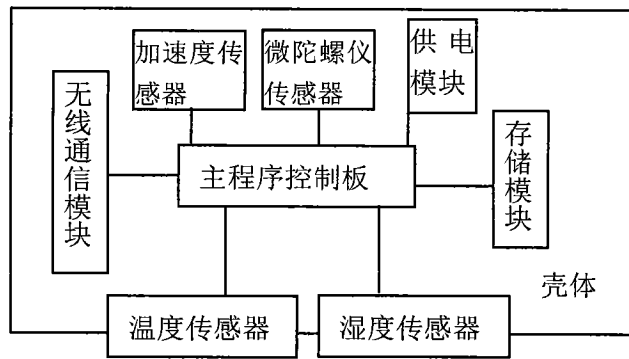 加速度传
感器
微陀螺仪
传感器
供电
模块
无线通信模块
主程序控制板
存储模块
壳体
温度传感器
湿度传感器